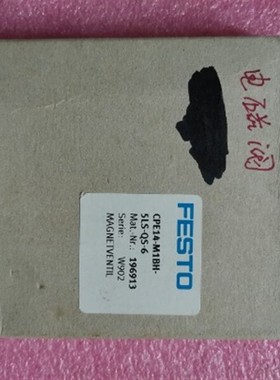 电磁阀
FESTO
CPE14-M1BH-
5LS-QS-6
Mat.-Nr.: 196913
Serie: W902
MAGNETVENTIL